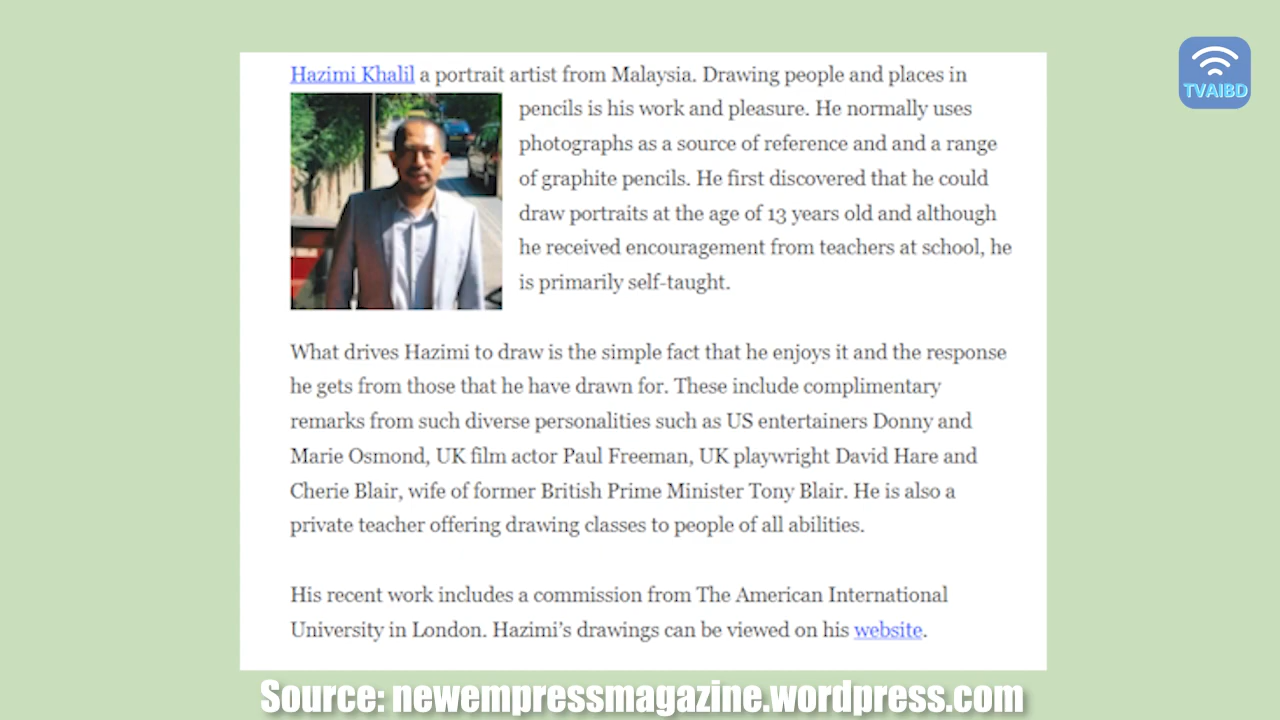 TVAIBD
Hazimi Khalil a portrait artist from Malaysia. Drawing people and places in
pencils is his work and pleasure. He normally uses
photographs as a source of reference and and a range
of graphite pencils. He first discovered that he could
draw portraits at the age of 13 years old and although
he received encouragement from teachers at school, he
is primarily self-taught.
What drives Hazimi to draw is the simple fact that he enjoys it and the response
he gets from those that he have drawn for. These include complimentary
remarks from such diverse personalities such as US entertainers Donny and
Marie Osmond, UK film actor Paul Freeman, UK playwright David Hare and
Cherie Blair, wife of former British Prime Minister Tony Blair. He is also a
private teacher offering drawing classes to people of all abilities.
His recent work includes a commission from The American International
University in London. Hazimi's drawings can be viewed on his website.
Source: newempressmagazine.wordpress.com